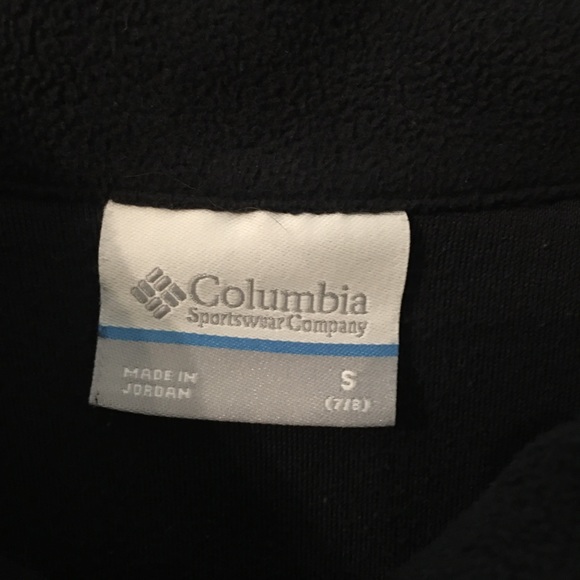 Columbia
Sportswear Company
MADE IN
JORDAN
S
(7/8)